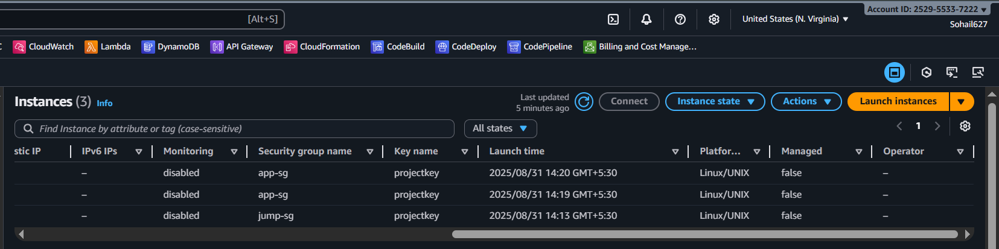 Account ID: 2529-5533-7222
[Alt+S]
United States (N. Virginia)
Sohail627
CloudWatch Lambda DynamoDB API Gateway CloudFormation CodeBuild CodeDeploy CodePipeline Billing and Cost Manage...
Instances (3) Info
Last updated
5 minutes ago
Connect Instance state Actions Launch instances
Find Instance by attribute or tag (case-sensitive)
All states
1
stic IP IPv6 IPs Monitoring Security group name Key name Launch time Platfor... Managed Operator
– disabled app-sg projectkey 2025/08/31 14:20 GMT+5:30 Linux/UNIX false –
– disabled app-sg projectkey 2025/08/31 14:19 GMT+5:30 Linux/UNIX false –
– disabled jump-sg projectkey 2025/08/31 14:13 GMT+5:30 Linux/UNIX false –